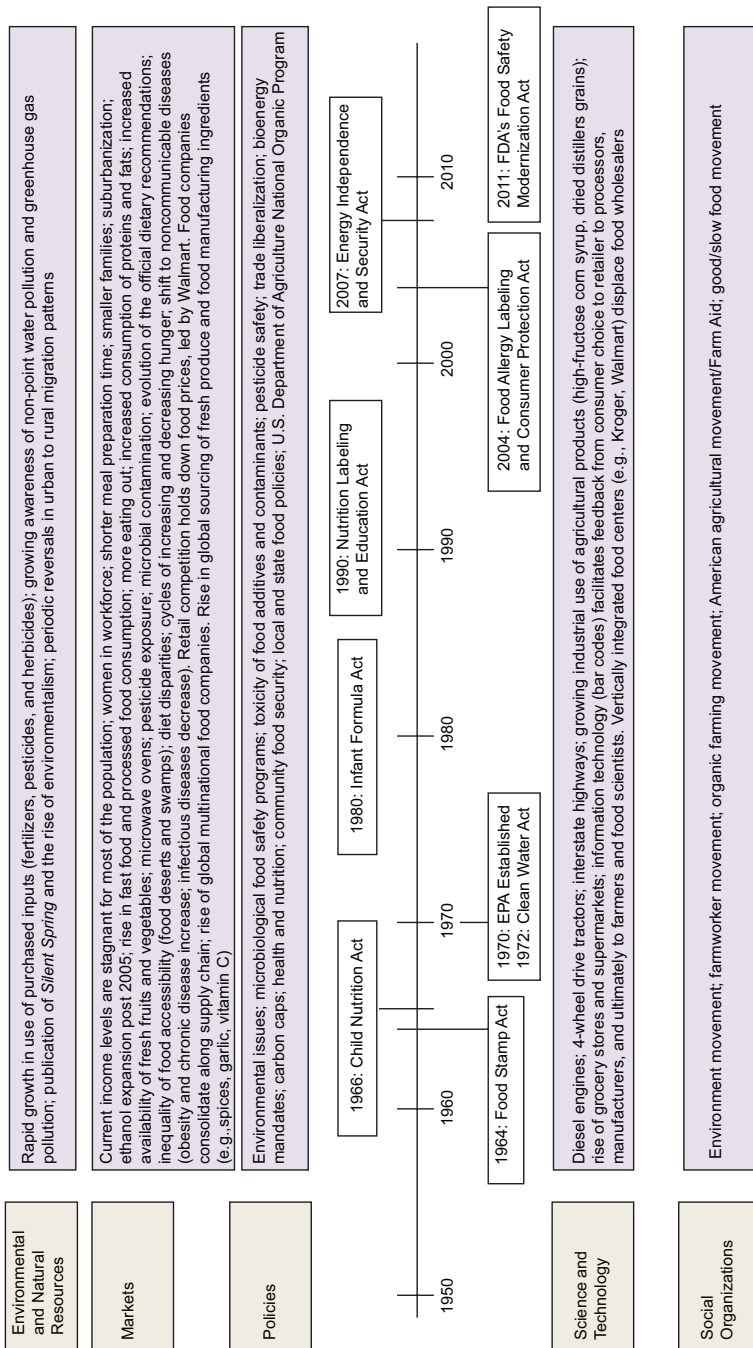 Environmental
and Natural
Resources
Rapid growth in use of purchased inputs (fertilizers, pesticides, and herbicides); growing awareness of non-point water pollution and greenhouse gas
pollution; publication of Silent Spring and the rise of environmentalism; periodic reversals in urban to rural migration patterns
Markets
Current income levels are stagnant for most of the population; women in workforce; shorter meal preparation time; smaller families; suburbanization;
ethanol expansion post 2005; rise in fast food and processed food consumption; more eating out; increased consumption of proteins and fats; increased
availability of fresh fruits and vegetables; microwave ovens; pesticide exposure; microbial contamination; evolution of the official dietary recommendations;
inequality of food accessibility (food deserts and swamps); diet disparities; cycles of increasing and decreasing hunger; shift to noncommunicable diseases
(obesity and chronic disease increase; infectious diseases decrease). Retail competition holds down food prices, led by Walmart. Food companies
consolidate along supply chain; rise of global multinational food companies. Rise in global sourcing of fresh produce and food manufacturing ingredients
(e.g.,spices, garlic, vitamin C)
Policies
Environmental issues; microbiological food safety programs; toxicity of food additives and contaminants; pesticide safety; trade liberalization; bioenergy
mandates; carbon caps; health and nutrition; community food security; local and state food policies; U.S. Department of Agriculture National Organic Program
1966: Child Nutrition Act
1980: Infant Formula Act
1990: Nutrition Labeling
and Education Act
2007: Energy Independence
and Security Act
1950
1960
1970
1980
1990
2000
2010
1964: Food Stamp Act
1970: EPA Established
1972: Clean Water Act
2004: Food Allergy Labeling
and Consumer Protection Act
2011: FDA's Food Safety
Modernization Act
Science and
Technology
Diesel engines; 4-wheel drive tractors; interstate highways; growing industrial use of agricultural products (high-fructose corn syrup, dried distillers grains);
rise of grocery stores and supermarkets; information technology (bar codes) facilitates feedback from consumer choice to retailer to processors,
manufacturers, and ultimately to farmers and food scientists. Vertically integrated food centers (e.g., Kroger, Walmart) displace food wholesalers
Social
Organizations
Environment movement; farmworker movement; organic farming movement; American agricultural movement/Farm Aid; good/slow food movement